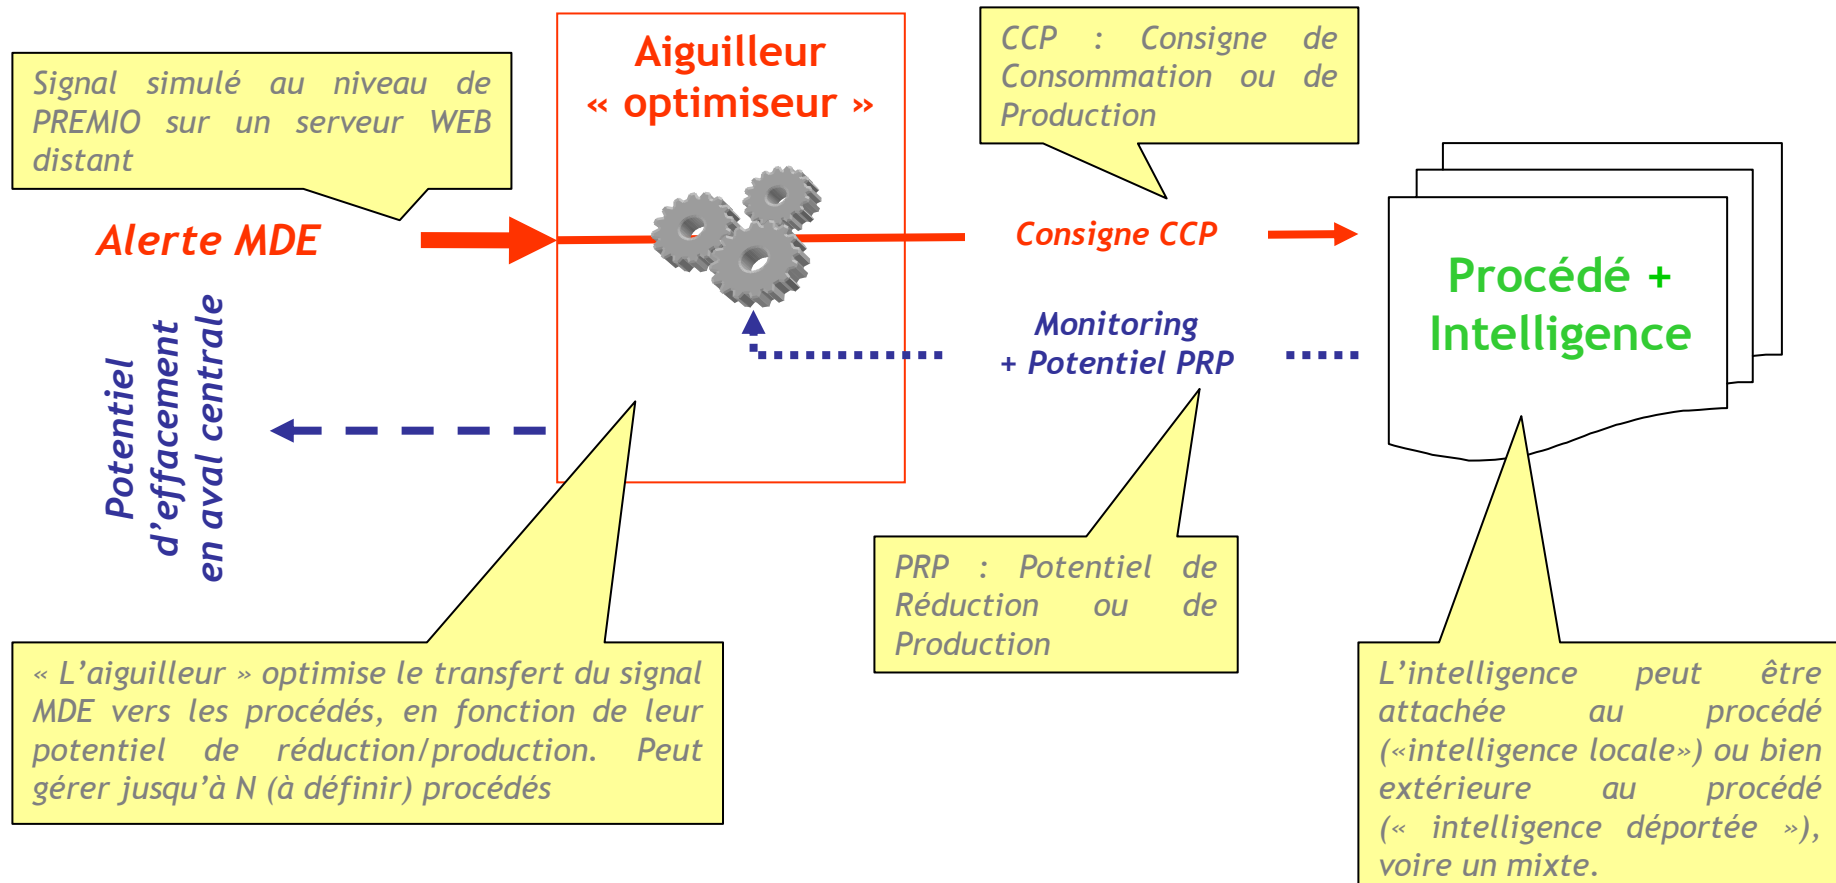 Signal simulé au niveau de
PREMIO sur un serveur WEB
distant
Aiguilleur
« optimiseur »
CCP : Consigne de
Consommation ou de
Production
Alerte MDE
Consigne CCP
Procédé +
Intelligence
Monitoring
+ Potentiel PRP
Potentiel
d’effacement
en aval centrale
PRP : Potentiel de
Réduction ou de
Production
« L’aiguilleur » optimise le transfert du signal
MDE vers les procédés, en fonction de leur
potentiel de réduction/production. Peut
gérer jusqu’à N (à définir) procédés
L’intelligence peut être
attachée au procédé
(«intelligence locale») ou bien
extérieure au procédé
(« intelligence déportée »),
voire un mixte.